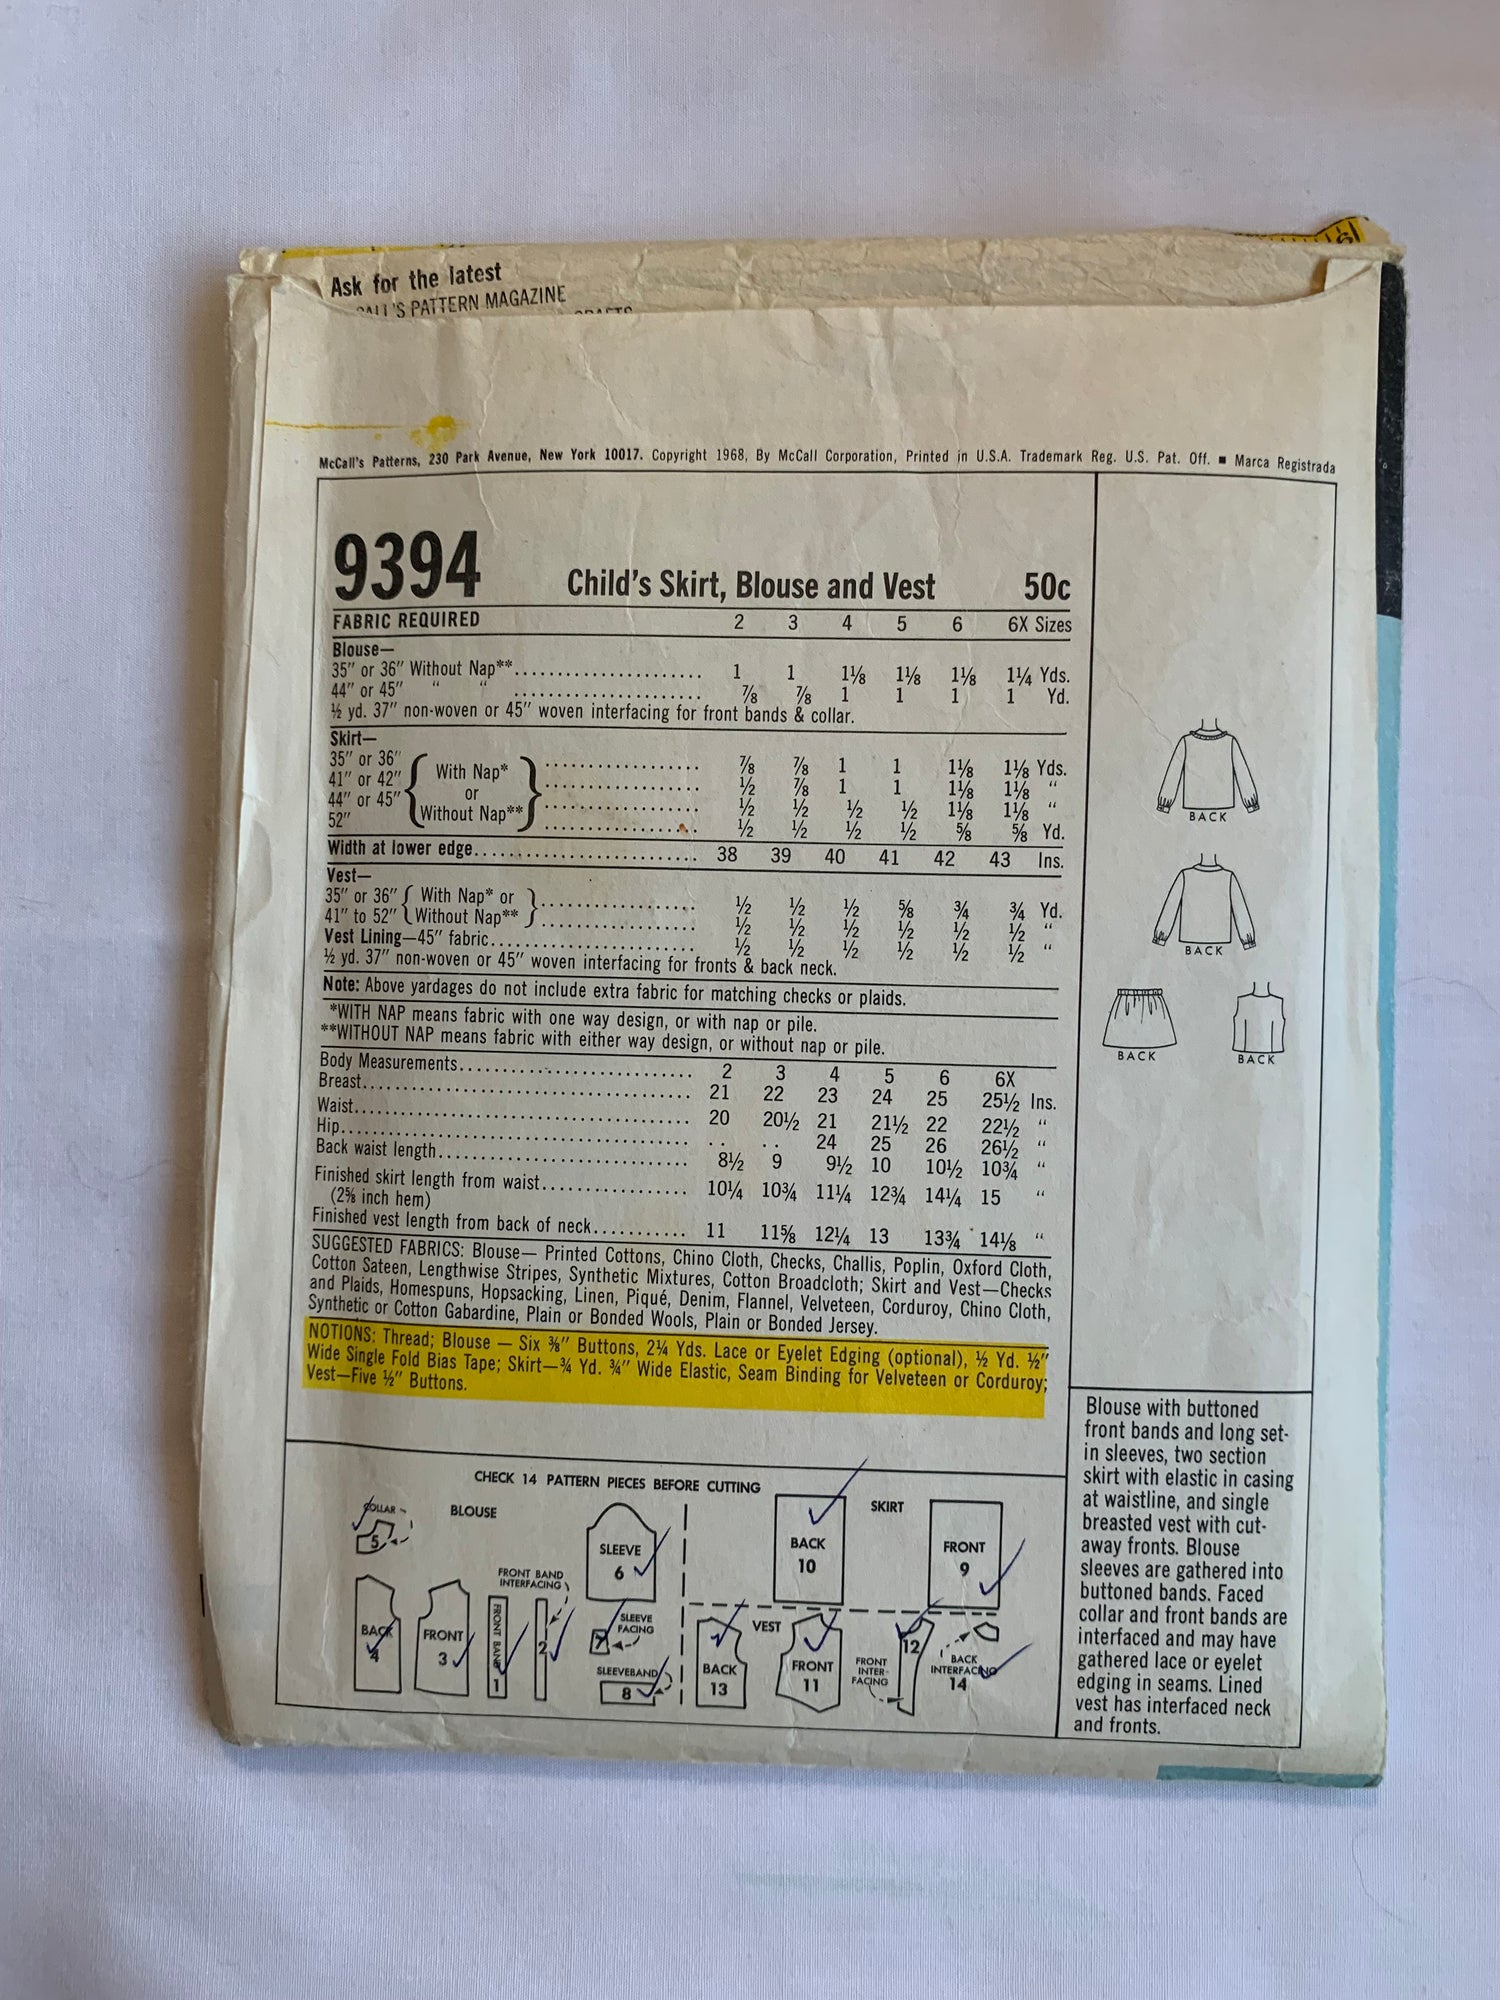 Ask for the latest
CALL'S PATTERN MAGAZINE
CRAFTS
McCall's Patterns, 230 Park Avenue, New York 10017. Copyright 1968, By McCall Corporation, Printed in U.S.A. Trademark Reg. U.S. Pat. Off. ■ Marca Registrada
9394 Child's Skirt, Blouse and Vest 50c
FABRIC REQUIRED 2 3 4 5 6 6X Sizes
Blouse—
35" or 36" Without Nap** 1 1 1⅛ 1⅛ 1⅛ 1¼ Yds.
44" or 45" " " ⅞ ⅞ 1 1 1 1 Yd.
½ yd. 37" non-woven or 45" woven interfacing for front bands & collar.
Skirt—
35" or 36" ⅞ ⅞ 1 1 1⅛ 1⅛ Yds.
41" or 42" With Nap* ½ ⅞ 1 1 1⅛ 1⅛ "
or
44" or 45" Without Nap** ½ ½ ½ ½ 1⅛ 1⅛ "
52" ½ ½ ½ ½ ⅝ ⅝ Yd.
Width at lower edge 38 39 40 41 42 43 Ins.
Vest—
35" or 36" With Nap* or ½ ½ ½ ⅝ ¾ ¾ Yd.
41" to 52" Without Nap** ½ ½ ½ ½ ½ ½ "
Vest Lining—45" fabric ½ ½ ½ ½ ½ ½ "
½ yd. 37" non-woven or 45" woven interfacing for fronts & back neck.
Note: Above yardages do not include extra fabric for matching checks or plaids.
*WITH NAP means fabric with one way design, or with nap or pile.
**WITHOUT NAP means fabric with either way design, or without nap or pile.
Body Measurements 2 3 4 5 6 6X
Breast 21 22 23 24 25 25½ Ins.
Waist 20 20½ 21 21½ 22 22½ "
Hip .. .. 24 25 26 26½ "
Back waist length 8½ 9 9½ 10 10½ 10¾ "
Finished skirt length from waist 10¼ 10¾ 11¼ 12¾ 14¼ 15 "
(2⅝ inch hem)
Finished vest length from back of neck 11 11⅝ 12¼ 13 13¾ 14⅛ "
SUGGESTED FABRICS: Blouse— Printed Cottons, Chino Cloth, Checks, Challis, Poplin, Oxford Cloth,
Cotton Sateen, Lengthwise Stripes, Synthetic Mixtures, Cotton Broadcloth; Skirt and Vest—Checks
and Plaids, Homespuns, Hopsacking, Linen, Piqué, Denim, Flannel, Velveteen, Corduroy, Chino Cloth,
Synthetic or Cotton Gabardine, Plain or Bonded Wools, Plain or Bonded Jersey.
NOTIONS: Thread; Blouse — Six ⅜" Buttons, 2¼ Yds. Lace or Eyelet Edging (optional), ½ Yd. ½"
Wide Single Fold Bias Tape; Skirt—¾ Yd. ¾" Wide Elastic, Seam Binding for Velveteen or Corduroy;
Vest—Five ½" Buttons.
BACK
BACK
BACK
BACK
Blouse with buttoned
front bands and long set-
in sleeves, two section
skirt with elastic in casing
at waistline, and single
breasted vest with cut-
away fronts. Blouse
sleeves are gathered into
buttoned bands. Faced
collar and front bands are
interfaced and may have
gathered lace or eyelet
edging in seams. Lined
vest has interfaced neck
and fronts.
CHECK 14 PATTERN PIECES BEFORE CUTTING
BLOUSE
COLLAR
5
BACK
4
FRONT
3
FRONT BAND
1
FRONT BAND
INTERFACING
2
SLEEVE
6
SLEEVE
FACING
7
SLEEVEBAND
8
SKIRT
BACK
10
FRONT
9
VEST
BACK
13
FRONT
11
FRONT
INTER-
FACING
12
BACK
INTERFACING
14